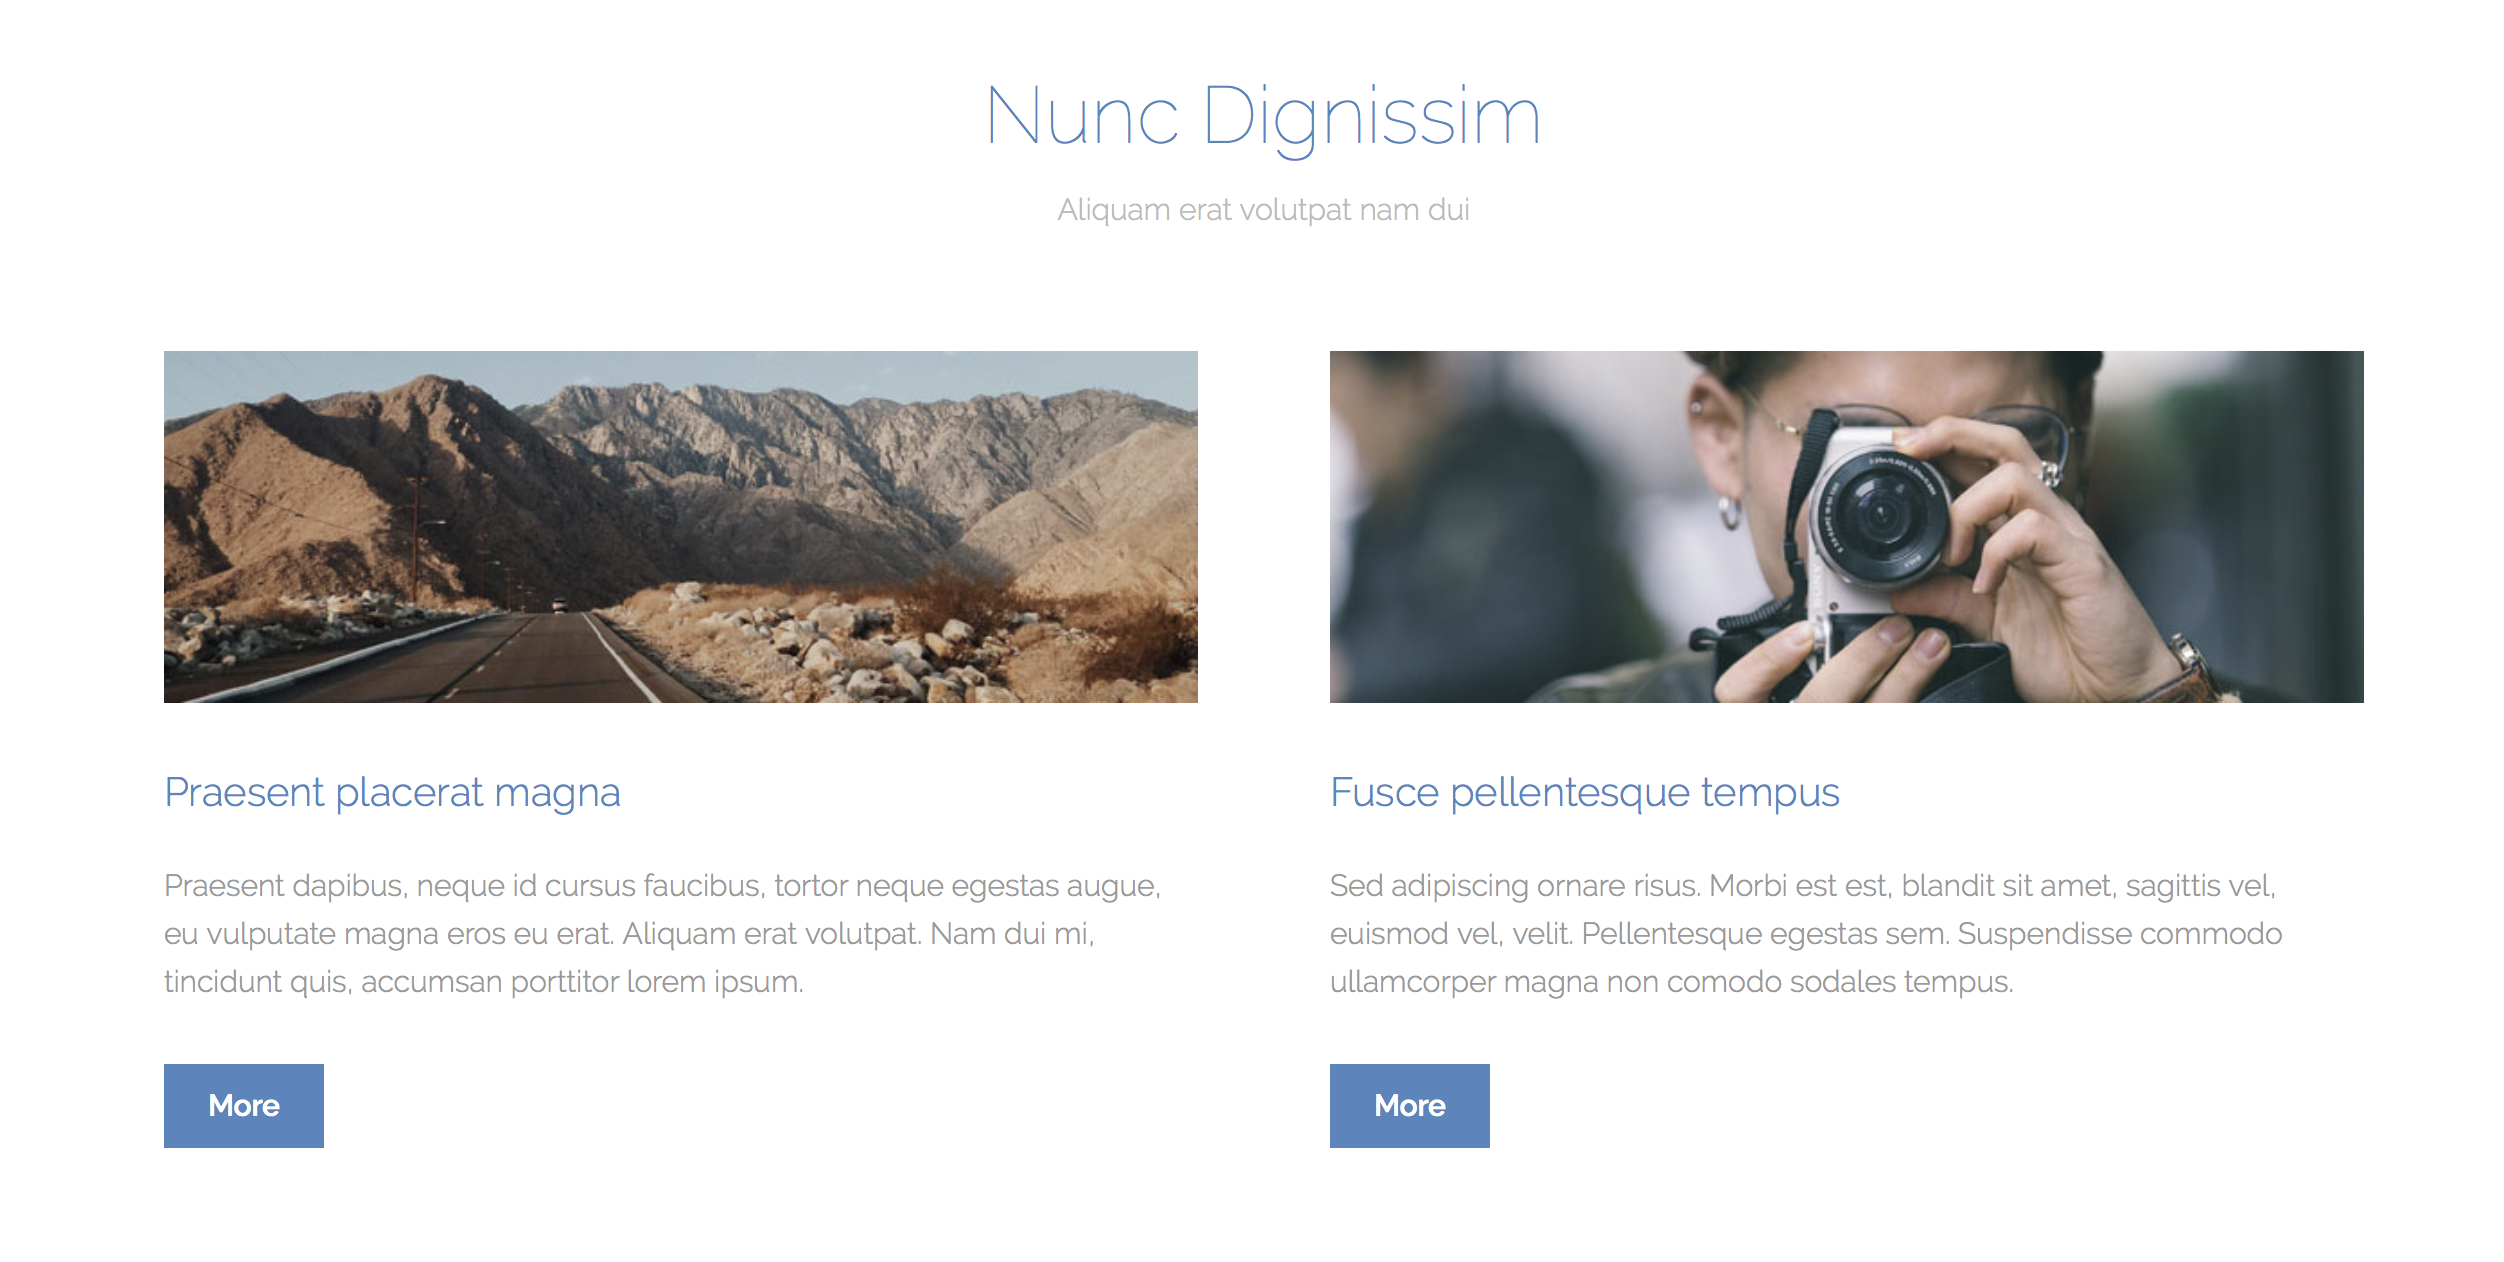 Nunc Dignissim
Aliquam erat volutpat nam dui
Praesent placerat magna
Praesent dapibus, neque id cursus faucibus, tortor neque egestas augue,
eu vulputate magna eros eu erat. Aliquam erat volutpat. Nam dui mi,
tincidunt quis, accumsan porttitor lorem ipsum.
More
Fusce pellentesque tempus
Sed adipiscing ornare risus. Morbi est est, blandit sit amet, sagittis vel,
euismod vel, velit. Pellentesque egestas sem. Suspendisse commodo
ullamcorper magna non comodo sodales tempus.
More